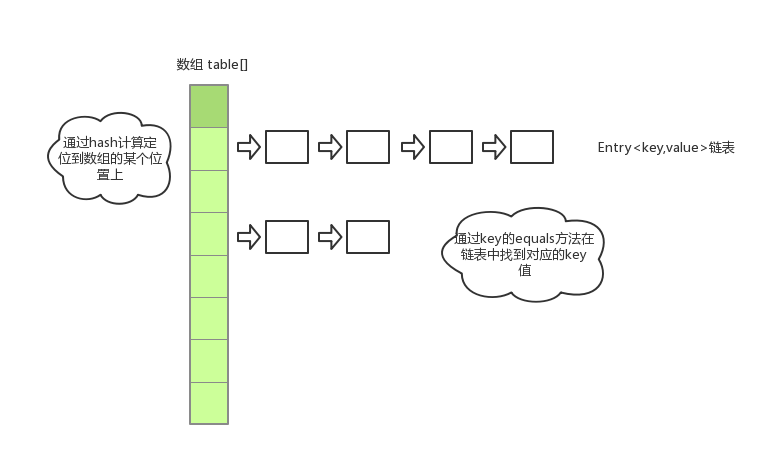 数组 table[]
通过hash计算定
位到数组的某个位
置上
Entry<key,value>链表
通过key的equals方法在
链表中找到对应的key
值